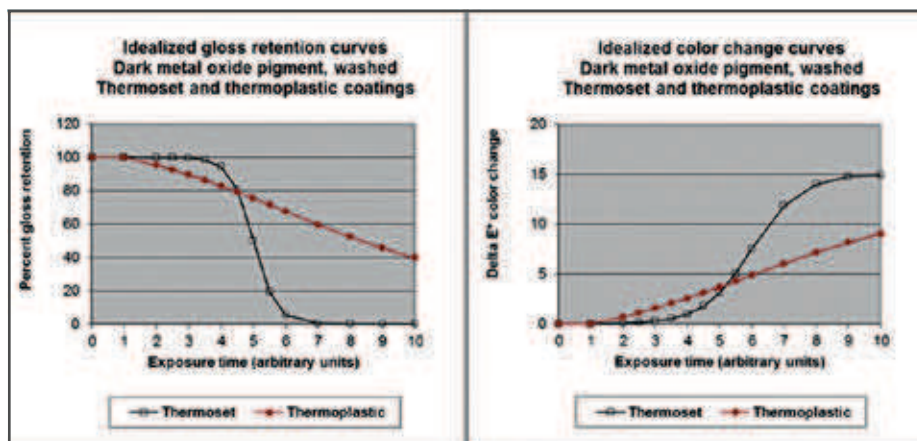 Idealized gloss retention curves
Dark metal oxide pigment, washed
Thermoset and thermoplastic coatings
120
100
80
60
40
20
0
Percent gloss retention
0 1 2 3 4 5 6 7 8 9 10
Exposure time (arbitrary units)
Thermoset Thermoplastic
Idealized color change curves
Dark metal oxide pigment, washed
Thermoset and thermoplastic coatings
20
15
10
5
0
Delta E* color change
0 1 2 3 4 5 6 7 8 9 10
Exposure time (arbitrary units)
Thermoset Thermoplastic